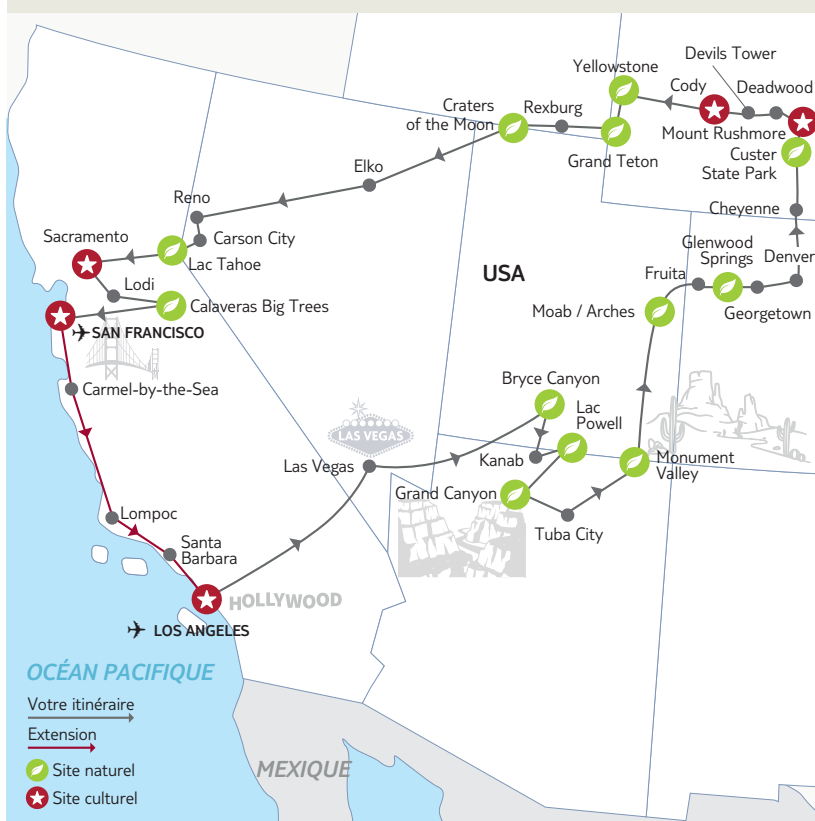 Devils Tower
Yellowstone
Cody
Deadwood
Craters
of the Moon
Rexburg
Mount Rushmore
Grand Teton
Custer
State Park
Elko
Reno
Cheyenne
Sacramento
Carson City
Glenwood
Springs
Denver
Lac Tahoe
USA
Fruita
Lodi
Calaveras Big Trees
Moab / Arches
Georgetown
SAN FRANCISCO
Bryce Canyon
Carmel-by-the-Sea
Lac
Powell
LAS VEGAS
Las Vegas
Kanab
Monument
Valley
Grand Canyon
Lompoc
Tuba City
Santa
Barbara
HOLLYWOOD
LOS ANGELES
OCÉAN PACIFIQUE
Votre itinéraire
Extension
MEXIQUE
Site naturel
Site culturel